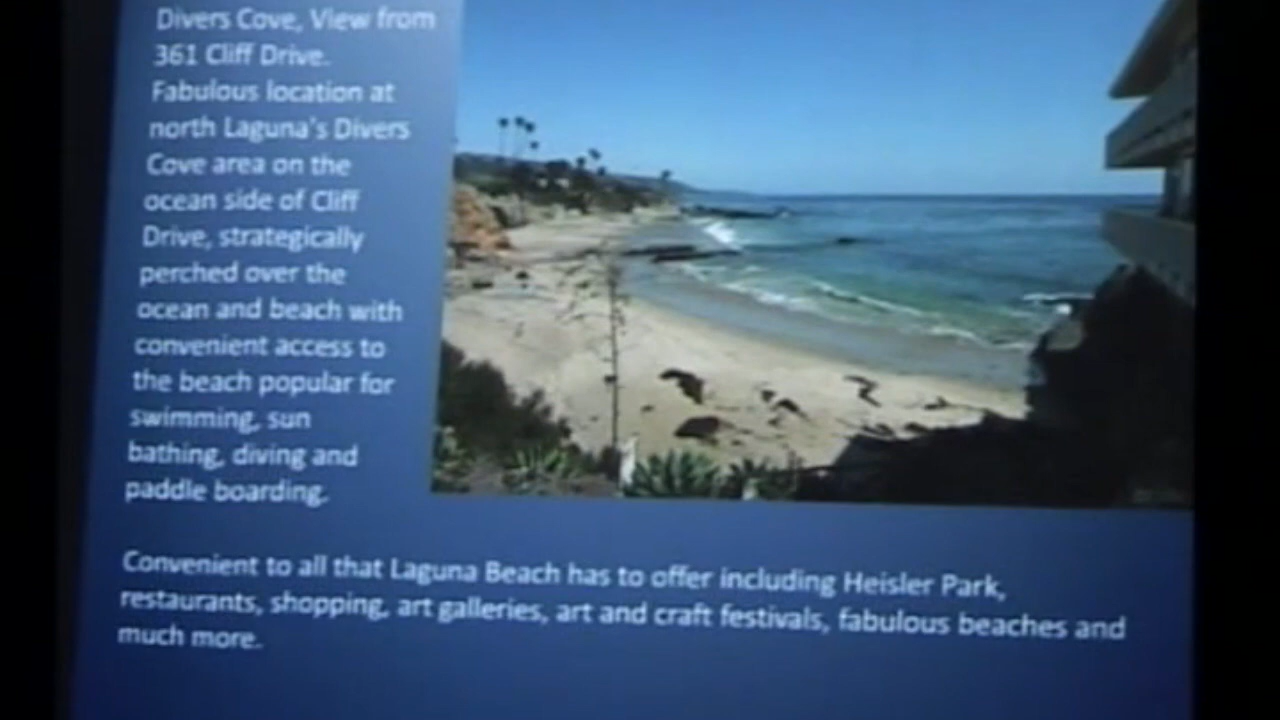 Divers Cove, View from
361 Cliff Drive.
Fabulous location at
north Laguna's Divers
Cove area on the
ocean side of Cliff
Drive, strategically
perched over the
ocean and beach with
convenient access to
the beach popular for
swimming, sun
bathing, diving and
paddle boarding.
Convenient to all that Laguna Beach has to offer including Heisler Park,
restaurants, shopping, art galleries, art and craft festivals, fabulous beaches and
much more.